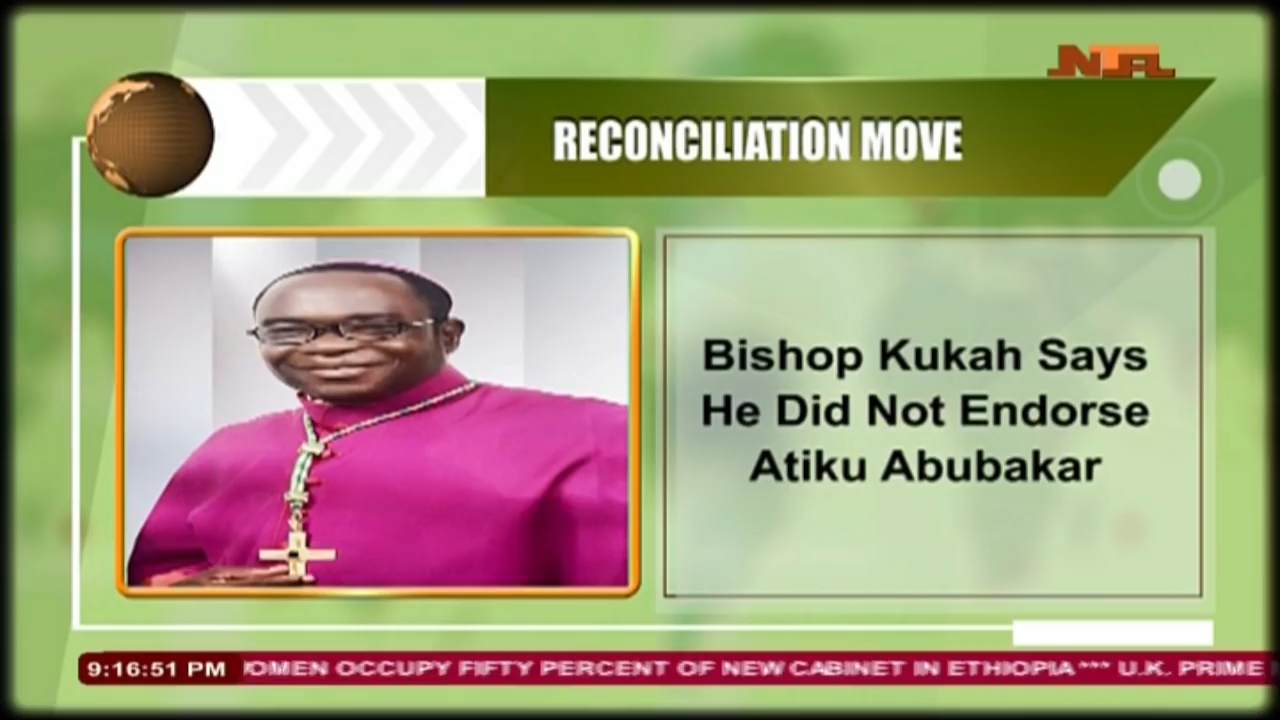 NTA
RECONCILIATION MOVE
Bishop Kukah Says
He Did Not Endorse
Atiku Abubakar
9:16:51 PM OMEN OCCUPY FIFTY PERCENT OF NEW CABINET IN ETHIOPIA *** U.K. PRIME